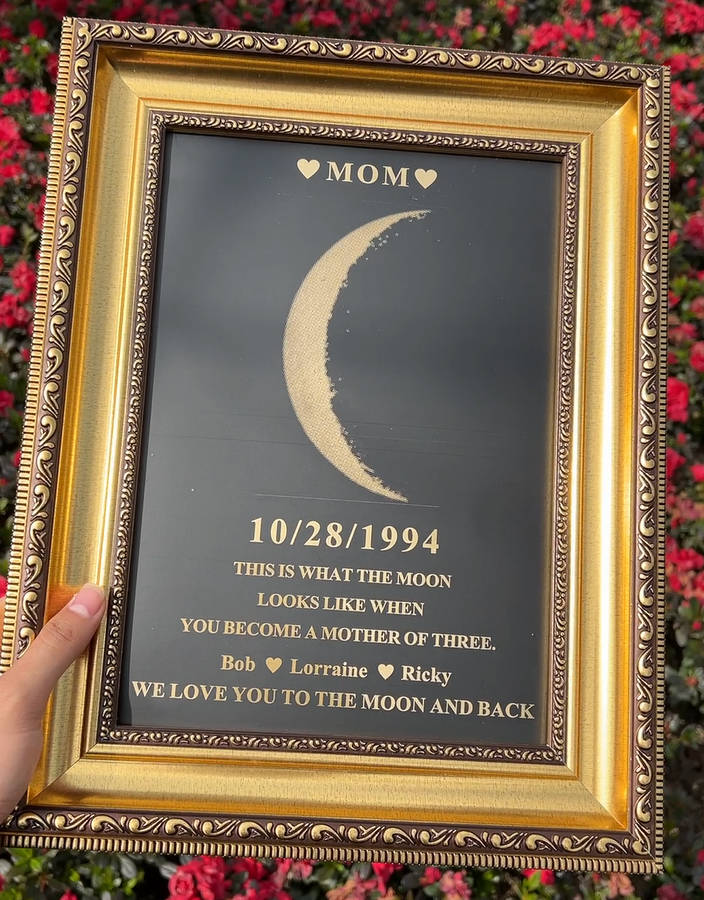 ♥MOM♥
10/28/1994
THIS IS WHAT THE MOON
LOOKS LIKE WHEN
YOU BECOME A MOTHER OF THREE.
Bob ♥ Lorraine ♥ Ricky
WE LOVE YOU TO THE MOON AND BACK